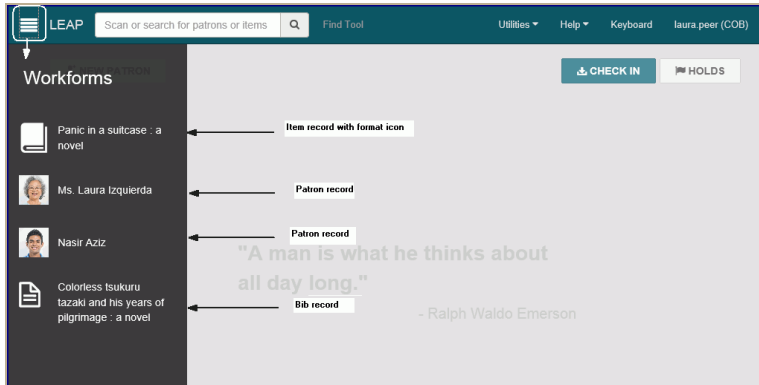 LEAP Scan or search for patrons or items Find Tool Utilities Help Keyboard laura.peer (COB)
Workforms
NEW PATRON
CHECK IN HOLDS
Panic in a suitcase : a
novel
Item record with format icon
Ms. Laura Izquierda
Patron record
Nasir Aziz
Patron record
"A man is what he thinks about
all day long."
- Ralph Waldo Emerson
Colorless tsukuru
tazaki and his years of
pilgrimage : a novel
Bib record